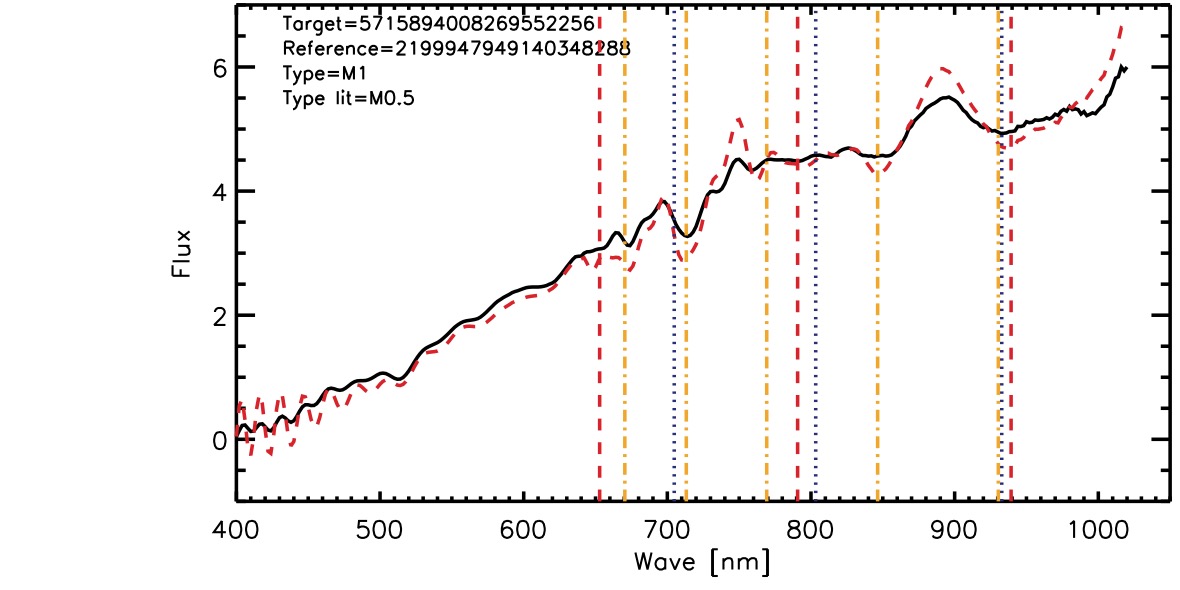 Target=5715894008269552256
Reference=2199947949140348288
Type=M1
Type lit=M0.5
6
4
2
0
Flux
400 500 600 700 800 900 1000
Wave [nm]